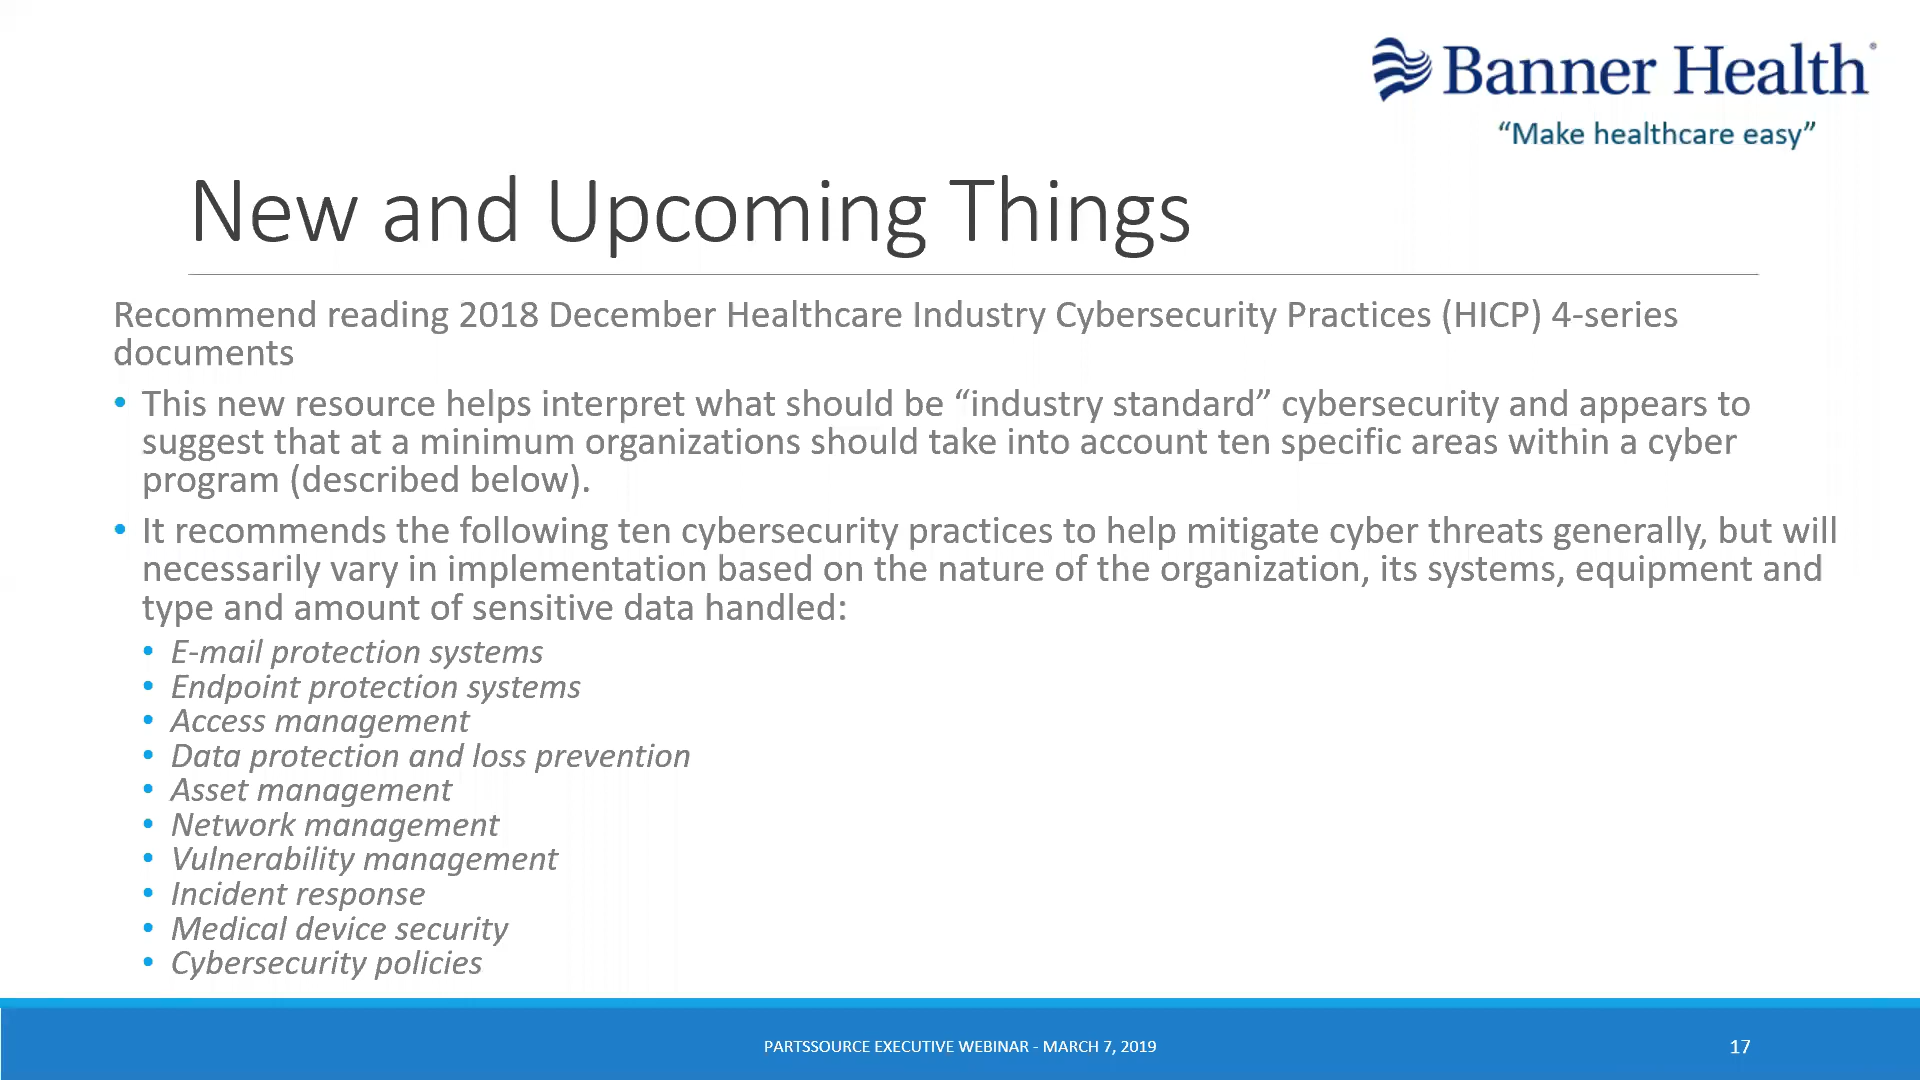 Banner Health®
“Make healthcare easy”
New and Upcoming Things
Recommend reading 2018 December Healthcare Industry Cybersecurity Practices (HICP) 4-series
documents
• This new resource helps interpret what should be “industry standard” cybersecurity and appears to
suggest that at a minimum organizations should take into account ten specific areas within a cyber
program (described below).
• It recommends the following ten cybersecurity practices to help mitigate cyber threats generally, but will
necessarily vary in implementation based on the nature of the organization, its systems, equipment and
type and amount of sensitive data handled:
• E-mail protection systems
• Endpoint protection systems
• Access management
• Data protection and loss prevention
• Asset management
• Network management
• Vulnerability management
• Incident response
• Medical device security
• Cybersecurity policies
PARTSSOURCE EXECUTIVE WEBINAR - MARCH 7, 2019
17